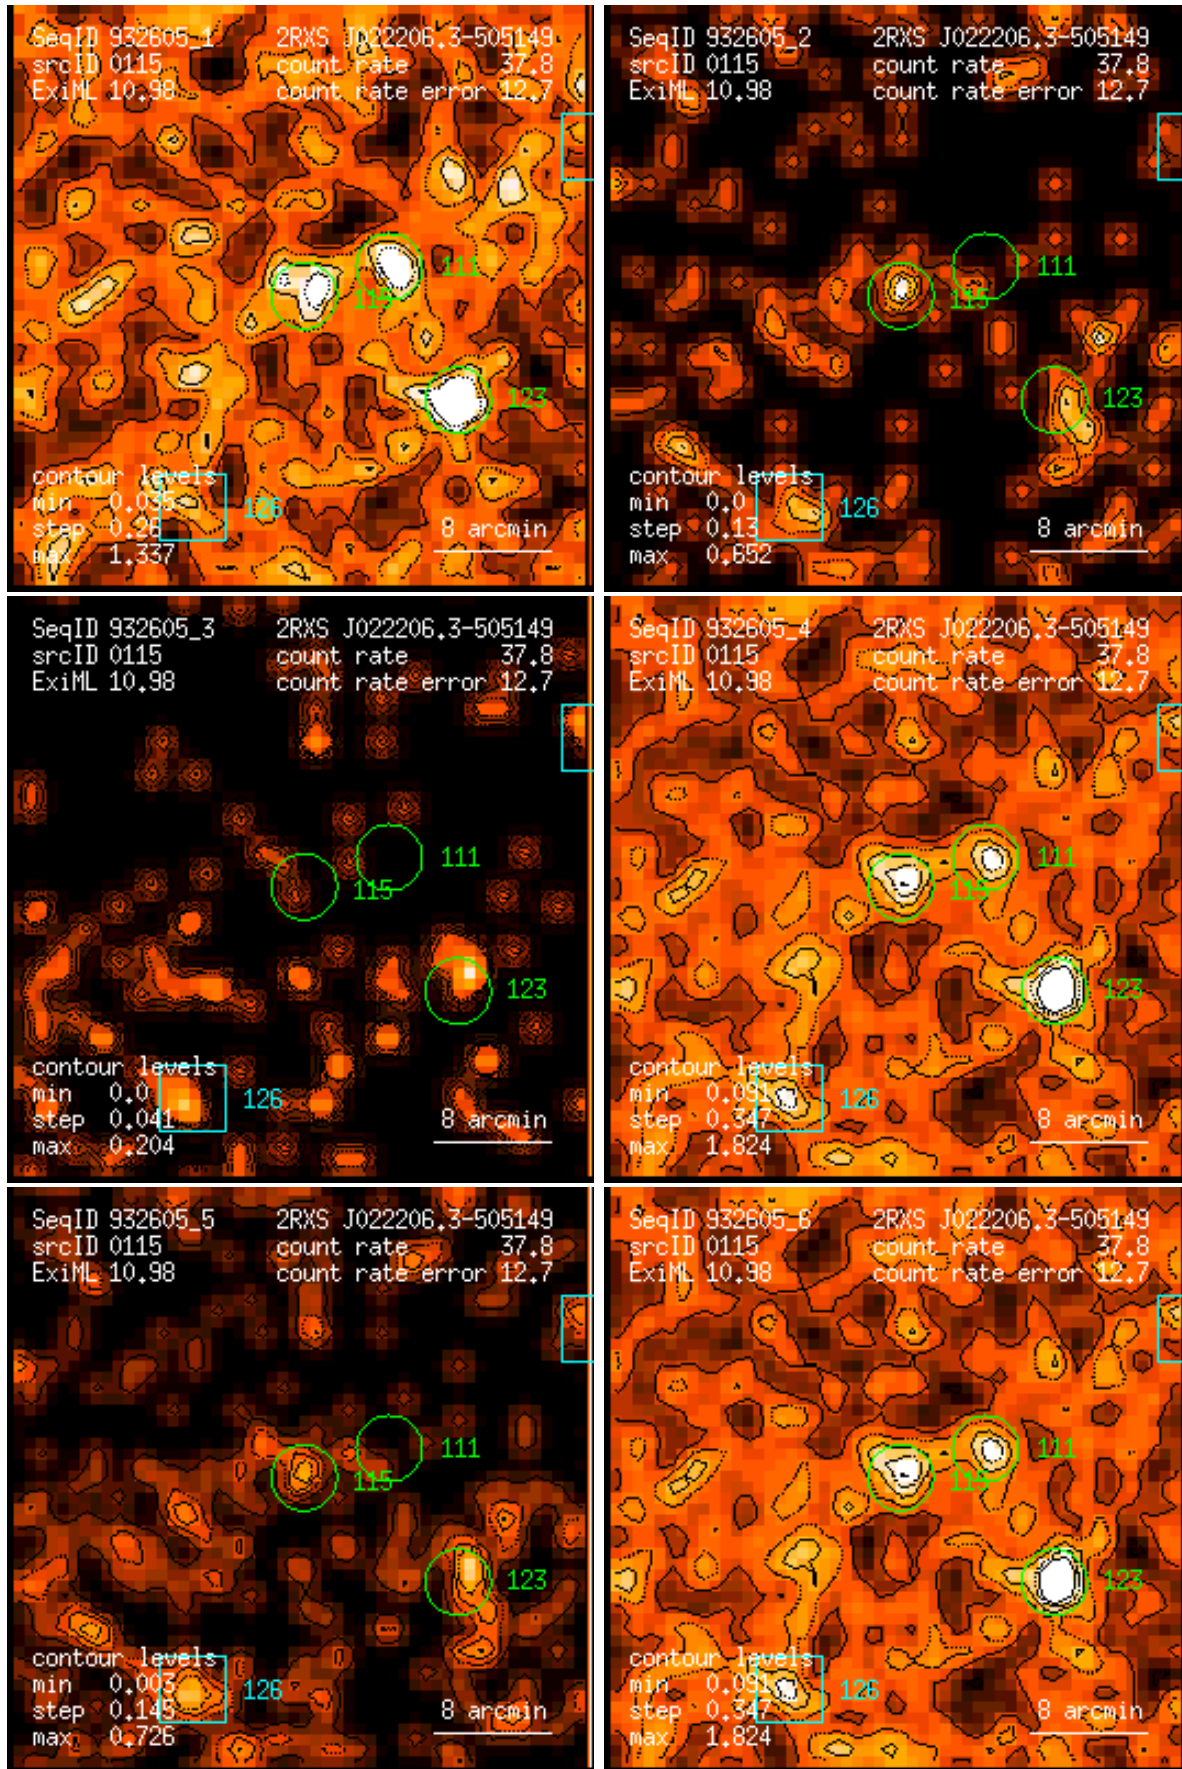 SeqID 932605_1 2RXS J022206.3-505149
srcID 0115 count rate 37.8
ExiML 10.98 count rate error 12.7
111
115
123
contour levels
min 0.035
126
step 0.26
8 arcmin
max 1.337
SeqID 932605_2 2RXS J022206.3-505149
srcID 0115 count rate 37.8
ExiML 10.98 count rate error 12.7
111
115
123
contour levels
min 0.0
126
step 0.13
8 arcmin
max 0.652
SeqID 932605_3 2RXS J022206.3-505149
srcID 0115 count rate 37.8
ExiML 10.98 count rate error 12.7
111
115
123
contour levels
min 0.0
126
step 0.041
8 arcmin
max 0.204
SeqID 932605_4 2RXS J022206.3-505149
srcID 0115 count rate 37.8
ExiML 10.98 count rate error 12.7
111
115
123
contour levels
min 0.091
126
step 0.347
8 arcmin
max 1.824
SeqID 932605_5 2RXS J022206.3-505149
srcID 0115 count rate 37.8
ExiML 10.98 count rate error 12.7
111
115
123
contour levels
min 0.003
126
step 0.145
8 arcmin
max 0.726
SeqID 932605_6 2RXS J022206.3-505149
srcID 0115 count rate 37.8
ExiML 10.98 count rate error 12.7
111
115
123
contour levels
min 0.091
126
step 0.347
8 arcmin
max 1.824